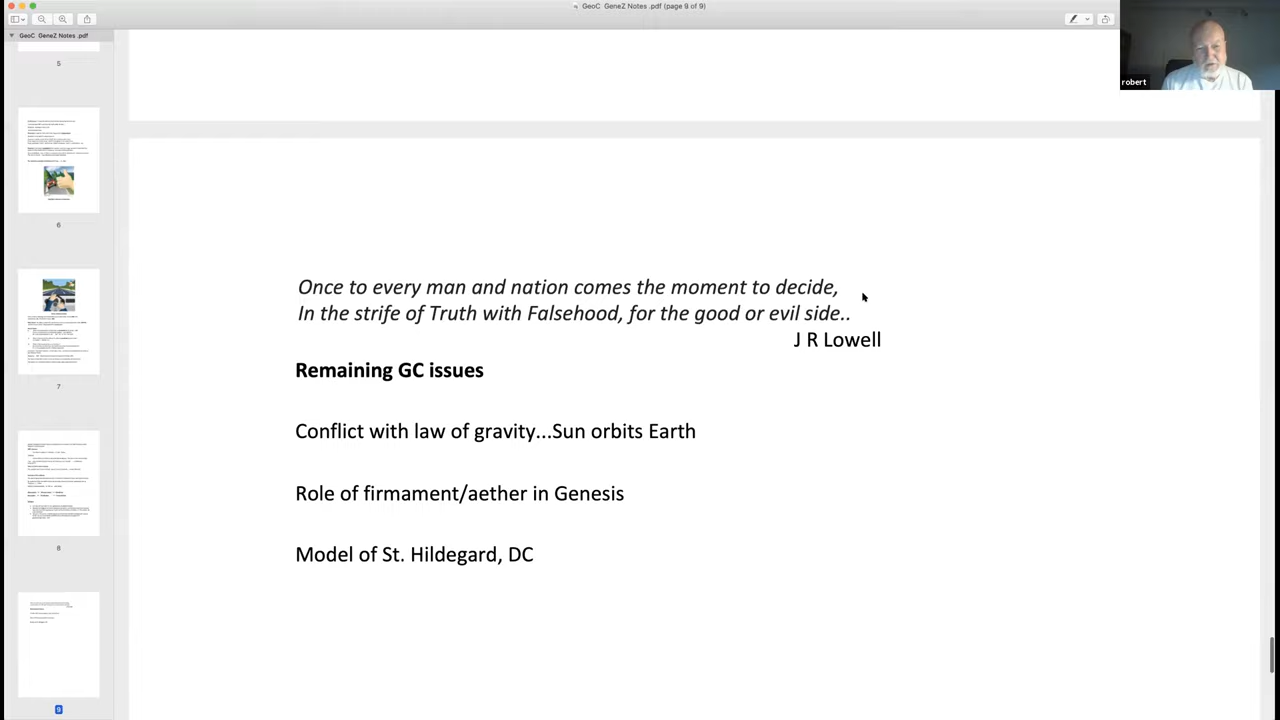 GeoC GeneZ Notes .pdf (page 9 of 9)
GeoC GeneZ Notes .pdf
robert
5
6
7
8
9
Once to every man and nation comes the moment to decide,
In the strife of Truth with Falsehood, for the good or evil side..
J R Lowell
Remaining GC issues
Conflict with law of gravity...Sun orbits Earth
Role of firmament/aether in Genesis
Model of St. Hildegard, DC